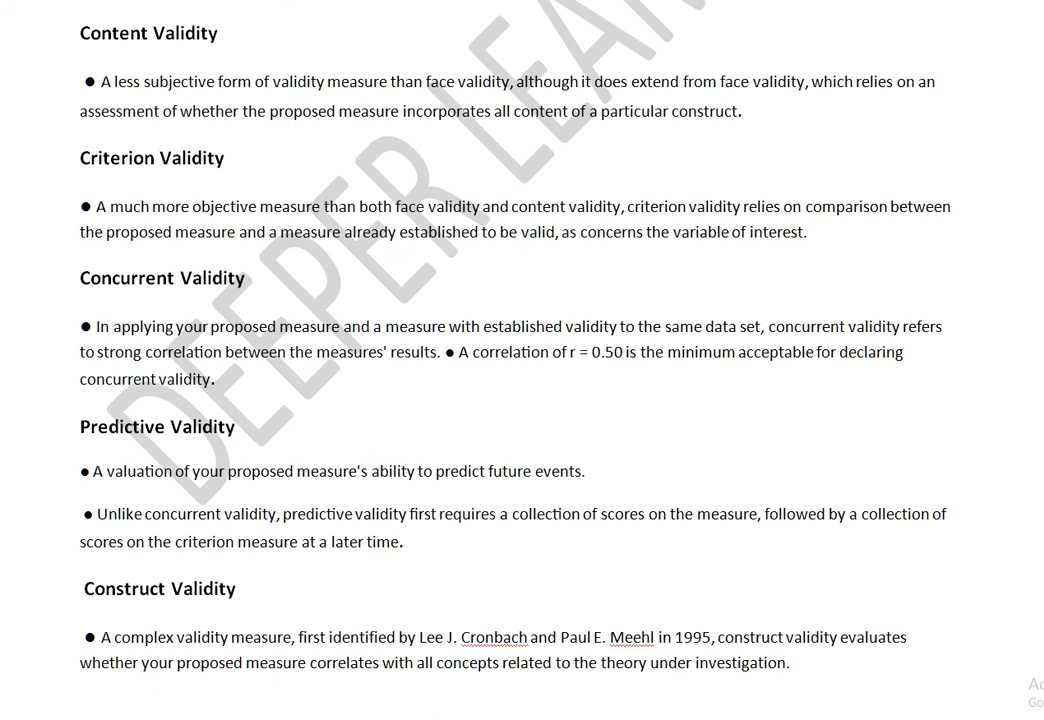 Content Validity
● A less subjective form of validity measure than face validity, although it does extend from face validity, which relies on an
assessment of whether the proposed measure incorporates all content of a particular construct.
Criterion Validity
● A much more objective measure than both face validity and content validity, criterion validity relies on comparison between
the proposed measure and a measure already established to be valid, as concerns the variable of interest.
Concurrent Validity
● In applying your proposed measure and a measure with established validity to the same data set, concurrent validity refers
to strong correlation between the measures' results. ● A correlation of r = 0.50 is the minimum acceptable for declaring
concurrent validity.
Predictive Validity
● A valuation of your proposed measure's ability to predict future events.
● Unlike concurrent validity, predictive validity first requires a collection of scores on the measure, followed by a collection of
scores on the criterion measure at a later time.
Construct Validity
● A complex validity measure, first identified by Lee J. Cronbach and Paul E. Meehl in 1995, construct validity evaluates
whether your proposed measure correlates with all concepts related to the theory under investigation.
DEEPER LEA
Ac
Go